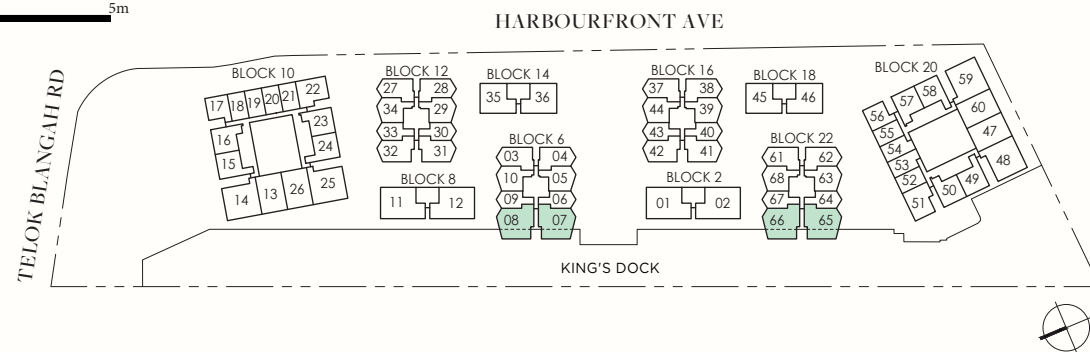 5m
HARBOURFRONT AVE
TELOK BLANGAH RD
BLOCK 10
17 18 19 20 21 22
16 23
15 24
14 13 26 25
BLOCK 12
27 28
34 29
33 30
32 31
BLOCK 14
35 36
BLOCK 8
11 12
BLOCK 6
03 04
10 05
09 06
08 07
BLOCK 16
37 38
44 39
43 40
42 41
BLOCK 18
45 46
BLOCK 2
01 02
BLOCK 22
61 62
68 63
67 64
66 65
BLOCK 20
59
58
57 60
56
55 47
54
53 48
52 49
50
51
KING'S DOCK